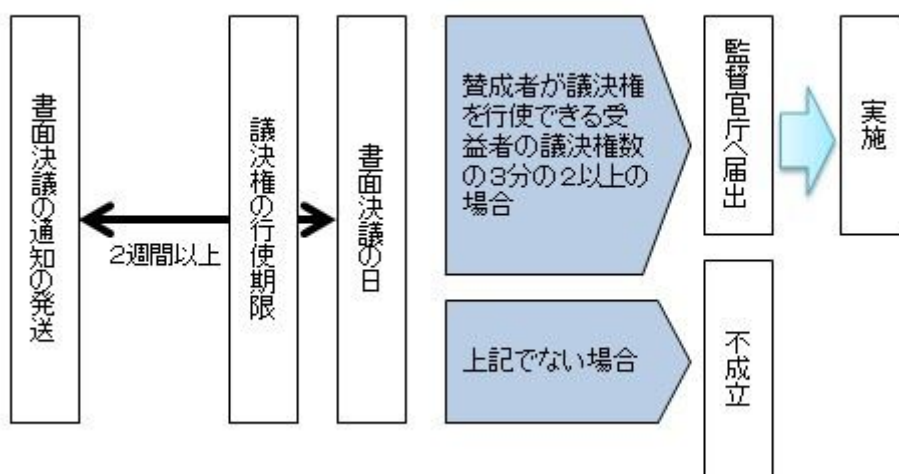 書面決議の通知の発送
2週間以上
議決権の行使期限
書面決議の日
賛成者が議決権
を行使できる受
益者の議決権数
の3分の2以上の
場合
上記でない場合
監督官庁へ届出
不成立
実施